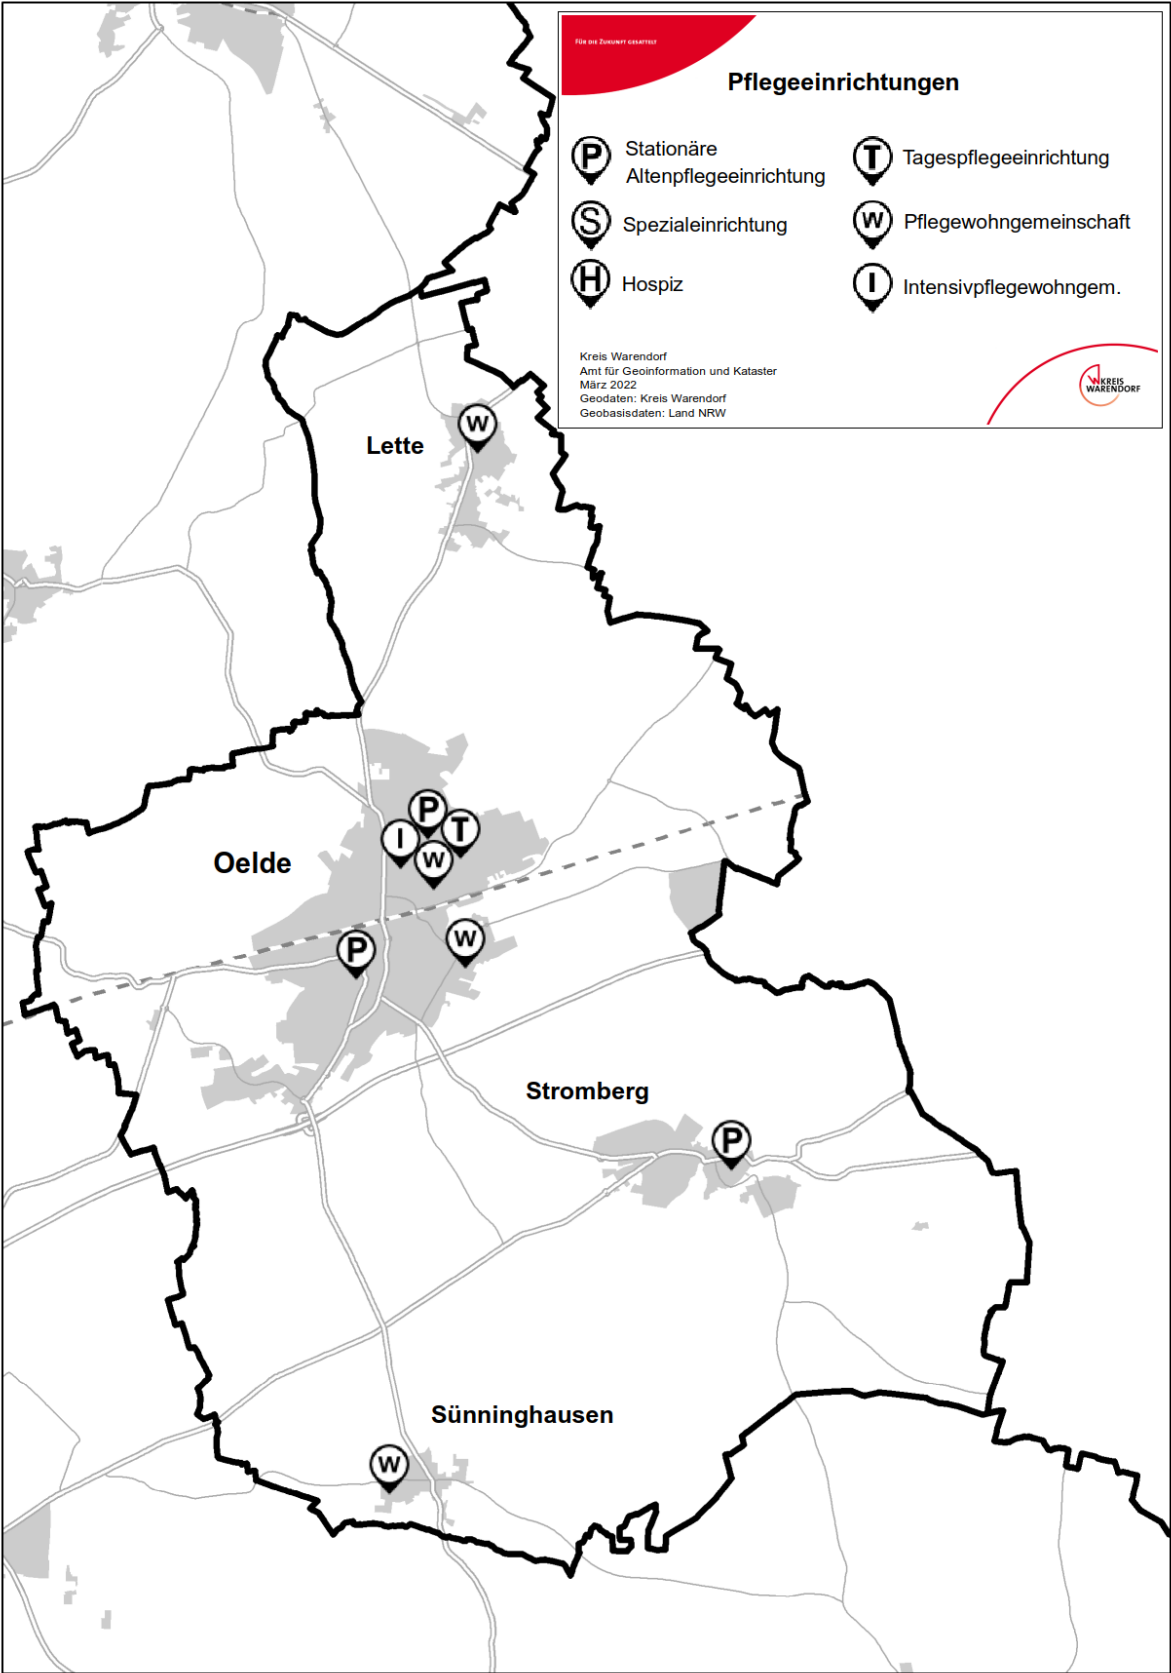 FÜR DIE ZUKUNFT GESATTELT
Pflegeeinrichtungen
P Stationäre
Altenpflegeeinrichtung
T Tagespflegeeinrichtung
S Spezialeinrichtung
W Pflegewohngemeinschaft
H Hospiz
I Intensivpflegewohngem.
Kreis Warendorf
Amt für Geoinformation und Kataster
März 2022
Geodaten: Kreis Warendorf
Geobasisdaten: Land NRW
KREIS
WARENDORF
W
Lette
P
I
T
W
Oelde
W
P
Stromberg
P
Sünninghausen
W